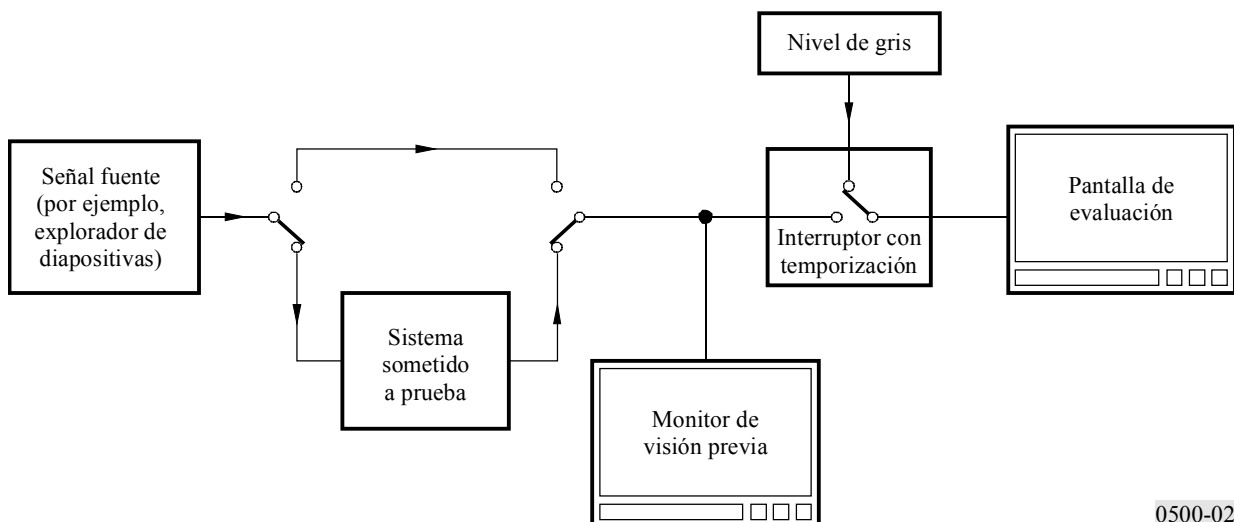 Nivel de gris
Señal fuente
(por ejemplo,
explorador de
diapositivas)
Pantalla de
evaluación
Interruptor con
temporización
Sistema
sometido
a prueba
Monitor de
visión previa
0500-02